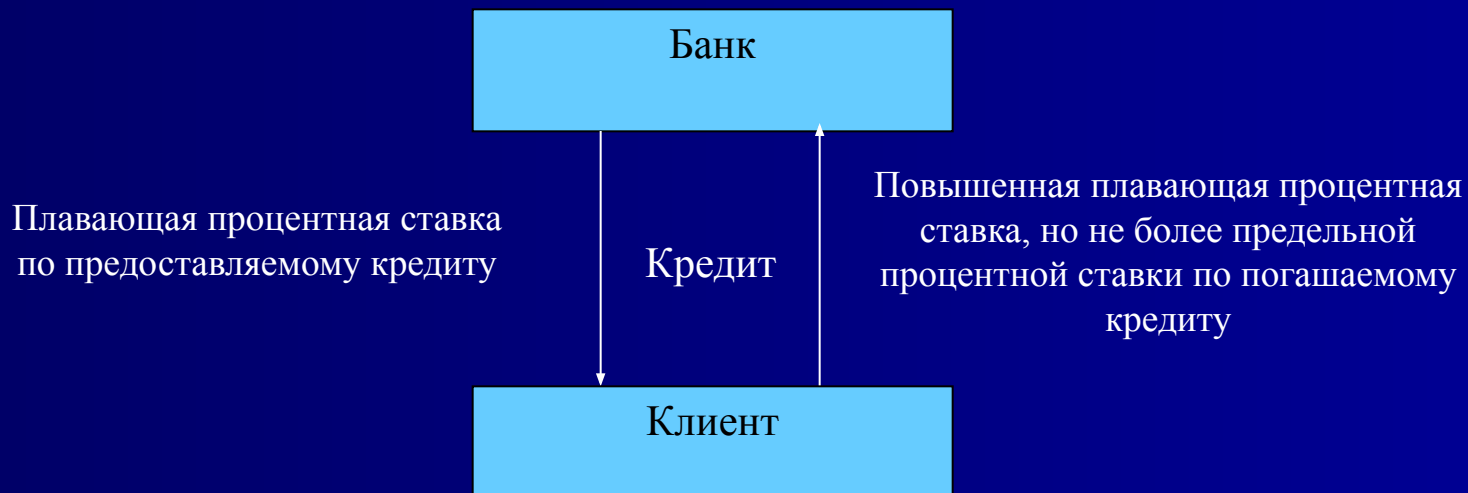 Банк
Плавающая процентная ставка
по предоставляемому кредиту
Кредит
Повышенная плавающая процентная
ставка, но не более предельной
процентной ставки по погашаемому
кредиту
Клиент